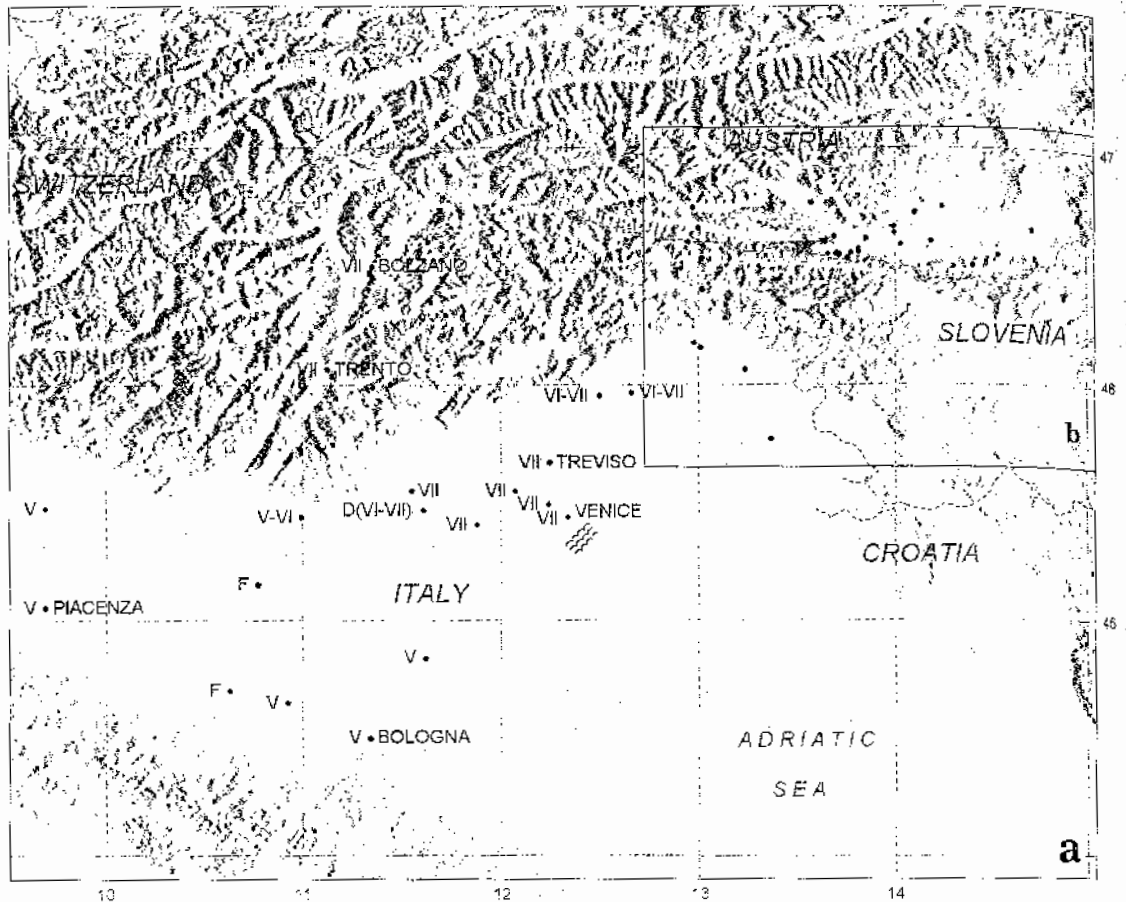 AUSTRIA
47
SWITZERLAND
VII BOLZANO
SLOVENIA
VII TRENTO
VI-VII
VI-VII
46
b
VII TREVISO
VII
VII
V
V-VI
D(VI-VII)
VII
VII
VII VENICE
CROATIA
F
ITALY
V PIACENZA
45
V
F
V
V BOLOGNA
ADRIATIC
SEA
a
10
11
12
13
14